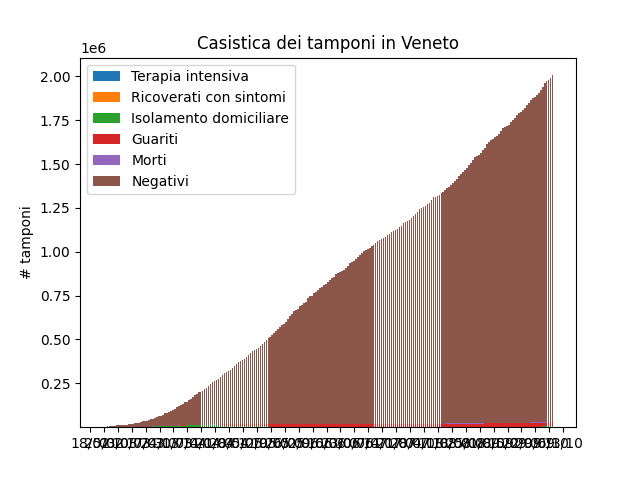 Casistica dei tamponi in Veneto
1e6
2.00
1.75
1.50
1.25
1.00
0.75
0.50
0.25
# tamponi
Terapia intensiva
Ricoverati con sintomi
Isolamento domiciliare
Guariti
Morti
Negativi